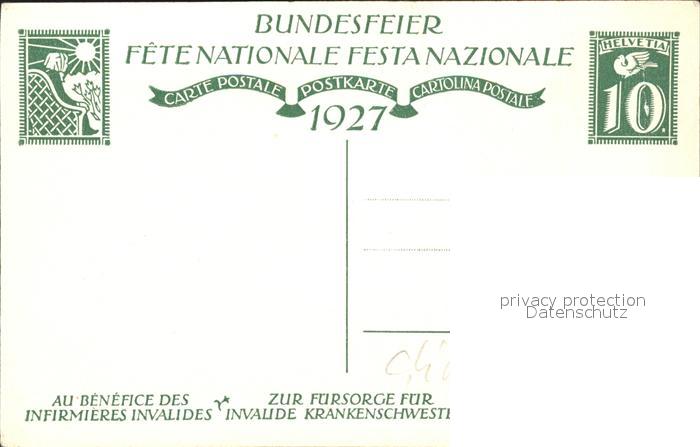 BUNDESFEIER
FÊTE NATIONALE FESTA NAZIONALE
CARTE POSTALE POSTKARTE CARTOLINA POSTALE
1927
HELVETIA
10
privacy protection
Datenschutz
AU BÉNÉFICE DES
INFIRMIÈRES INVALIDES
ZUR FÜRSORGE FÜR
INVALIDE KRANKENSCHWESTE